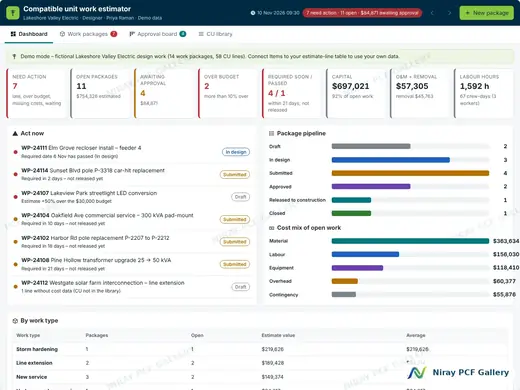 Compatible unit work estimator
Lakeshore Valley Electric · Designer · Priya Raman · Demo data
10 Nov 2026 09:30
7 need action · 11 open · $64,671 awaiting approval
+ New package
Dashboard
Work packages 7
Approval board 4
CU library
Demo mode – fictional Lakeshore Valley Electric design work (14 work packages, 58 CU lines). Connect items to your estimate-line table to use your own data.
NEED ACTION
7
late, over budget, missing costs, waiting
OPEN PACKAGES
11
$754,326 estimated
AWAITING APPROVAL
4
$64,671
OVER BUDGET
2
more than 10% over
REQUIRED SOON / PASSED
4 / 1
within 21 days, not released
CAPITAL
$697,021
92% of open work
O&M + REMOVAL
$57,305
removal $45,763
LABOUR HOURS
1,592 h
67 crew-days (3 workers)
Act now
WP-24111 Elm Grove recloser install – feeder 4
Required date 6 Nov has passed (In design)
In design
WP-24114 Sunset Blvd pole P-3318 car-hit replacement
Required in 2 days – not released yet
Submitted
WP-24107 Lakeview Park streetlight LED conversion
Estimate +50% over the $30,000 budget
Draft
WP-24104 Oakfield Ave commercial service – 300 kVA pad-mount
Required in 10 days – not released yet
Submitted
WP-24102 Harbor Rd pole replacement P-2207 to P-2212
Required in 18 days – not released yet
Submitted
WP-24106 Pine Hollow transformer upgrade 25 → 50 kVA
Required in 21 days – not released yet
Submitted
WP-24112 Westgate solar farm interconnection – line extension
1 line without cost data (CU not in the library)
Draft
Package pipeline
Draft 2
In design 3
Submitted 4
Approved 2
Released to construction 1
Closed 1
Cost mix of open work
Material $363,634
Labour $156,030
Equipment $118,410
Overhead $60,377
Contingency $55,876
By work type
Work type Packages Open Estimate value Average
Storm hardening 1 1 $219,626 $219,626
Line extension 2 2 $169,428
New service 3 2 $149,374
Niray PCF Gallery